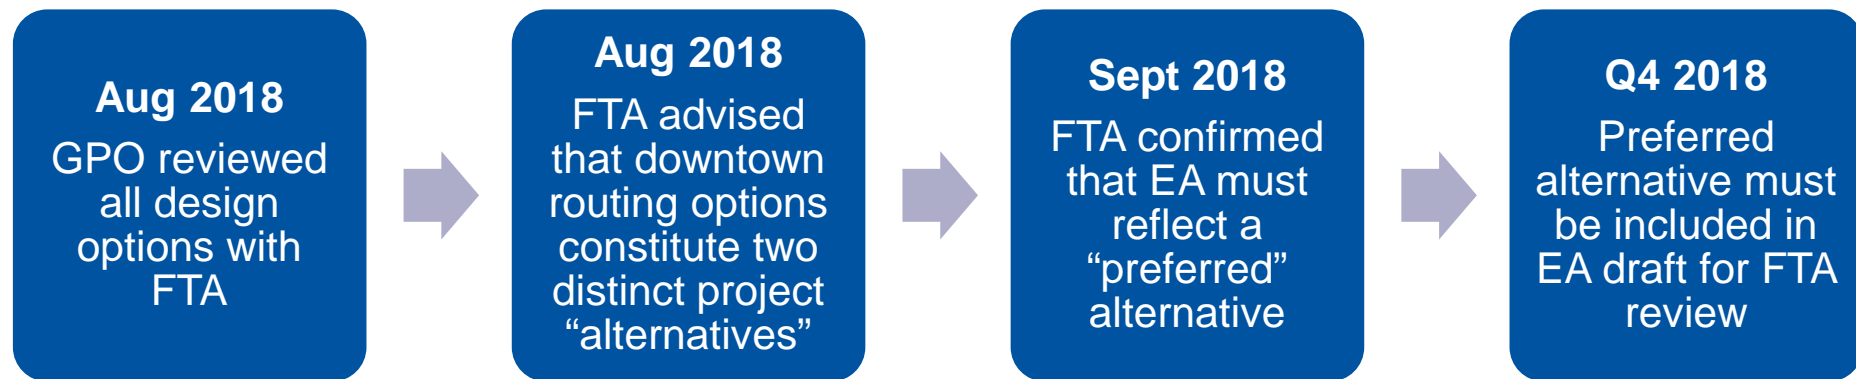 Aug 2018
GPO reviewed
all design
options with
FTA
Aug 2018
FTA advised
that downtown
routing options
constitute two
distinct project
“alternatives”
Sept 2018
FTA confirmed
that EA must
reflect a
“preferred”
alternative
Q4 2018
Preferred
alternative must
be included in
EA draft for FTA
review